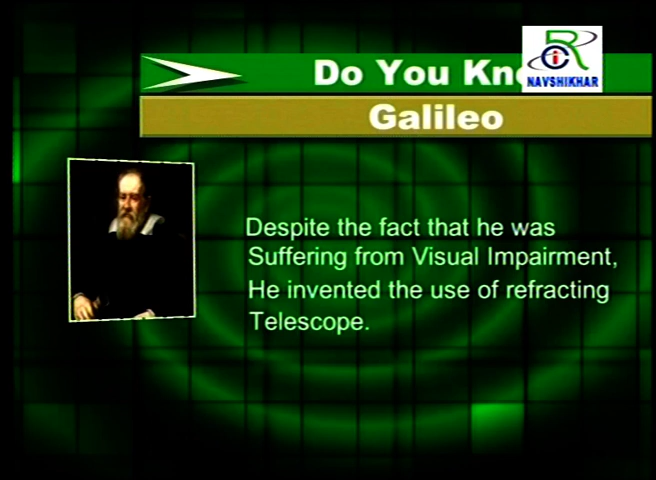 Do You Kn
NAVSHIKHAR
Galileo
Despite the fact that he was
Suffering from Visual Impairment,
He invented the use of refracting
Telescope.